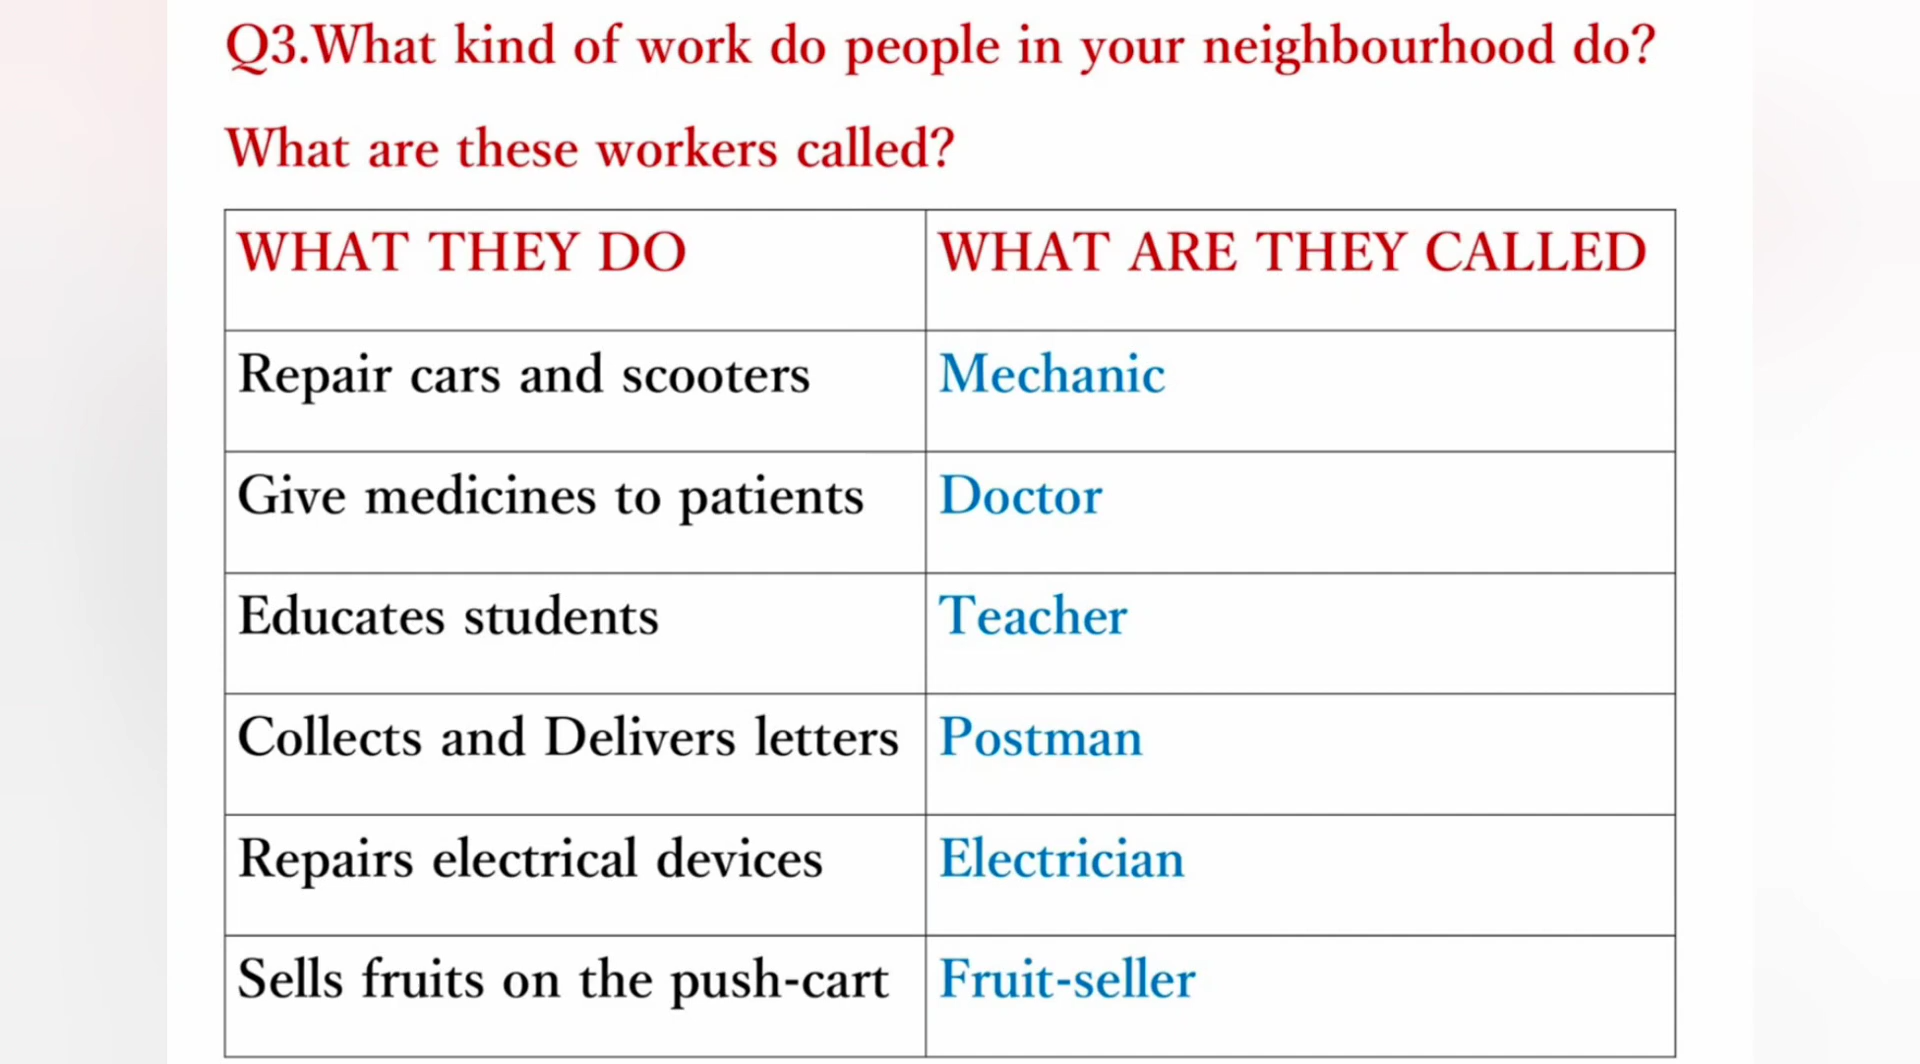 Q3.What kind of work do people in your neighbourhood do?
What are these workers called?
WHAT THEY DO WHAT ARE THEY CALLED
Repair cars and scooters Mechanic
Give medicines to patients Doctor
Educates students Teacher
Collects and Delivers letters Postman
Repairs electrical devices Electrician
Sells fruits on the push-cart Fruit-seller